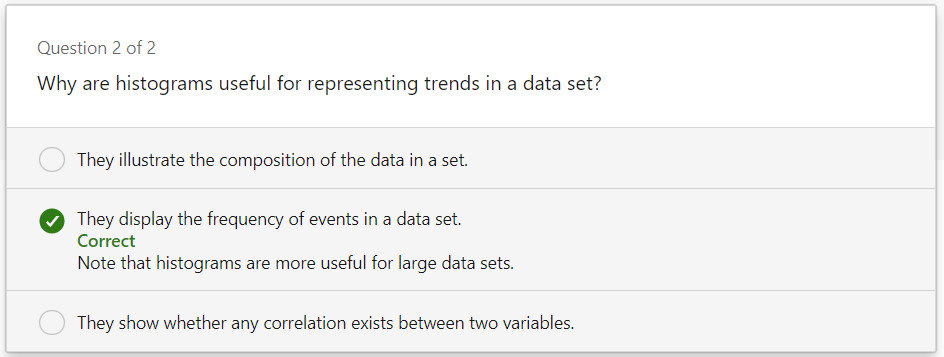 Question 2 of 2
Why are histograms useful for representing trends in a data set?
They illustrate the composition of the data in a set.
They display the frequency of events in a data set.
Correct
Note that histograms are more useful for large data sets.
They show whether any correlation exists between two variables.